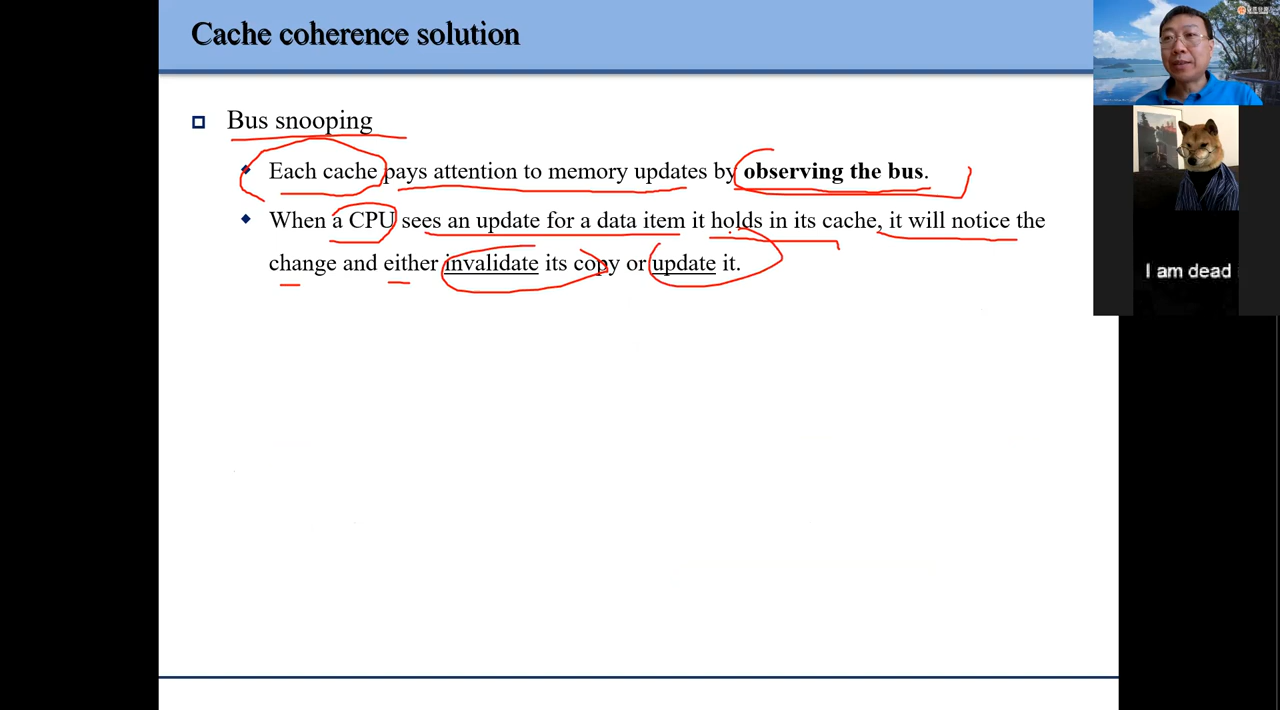 Cache coherence solution
Bus snooping
Each cache pays attention to memory updates by observing the bus.
When a CPU sees an update for a data item it holds in its cache, it will notice the
change and either invalidate its copy or update it.
I am dead